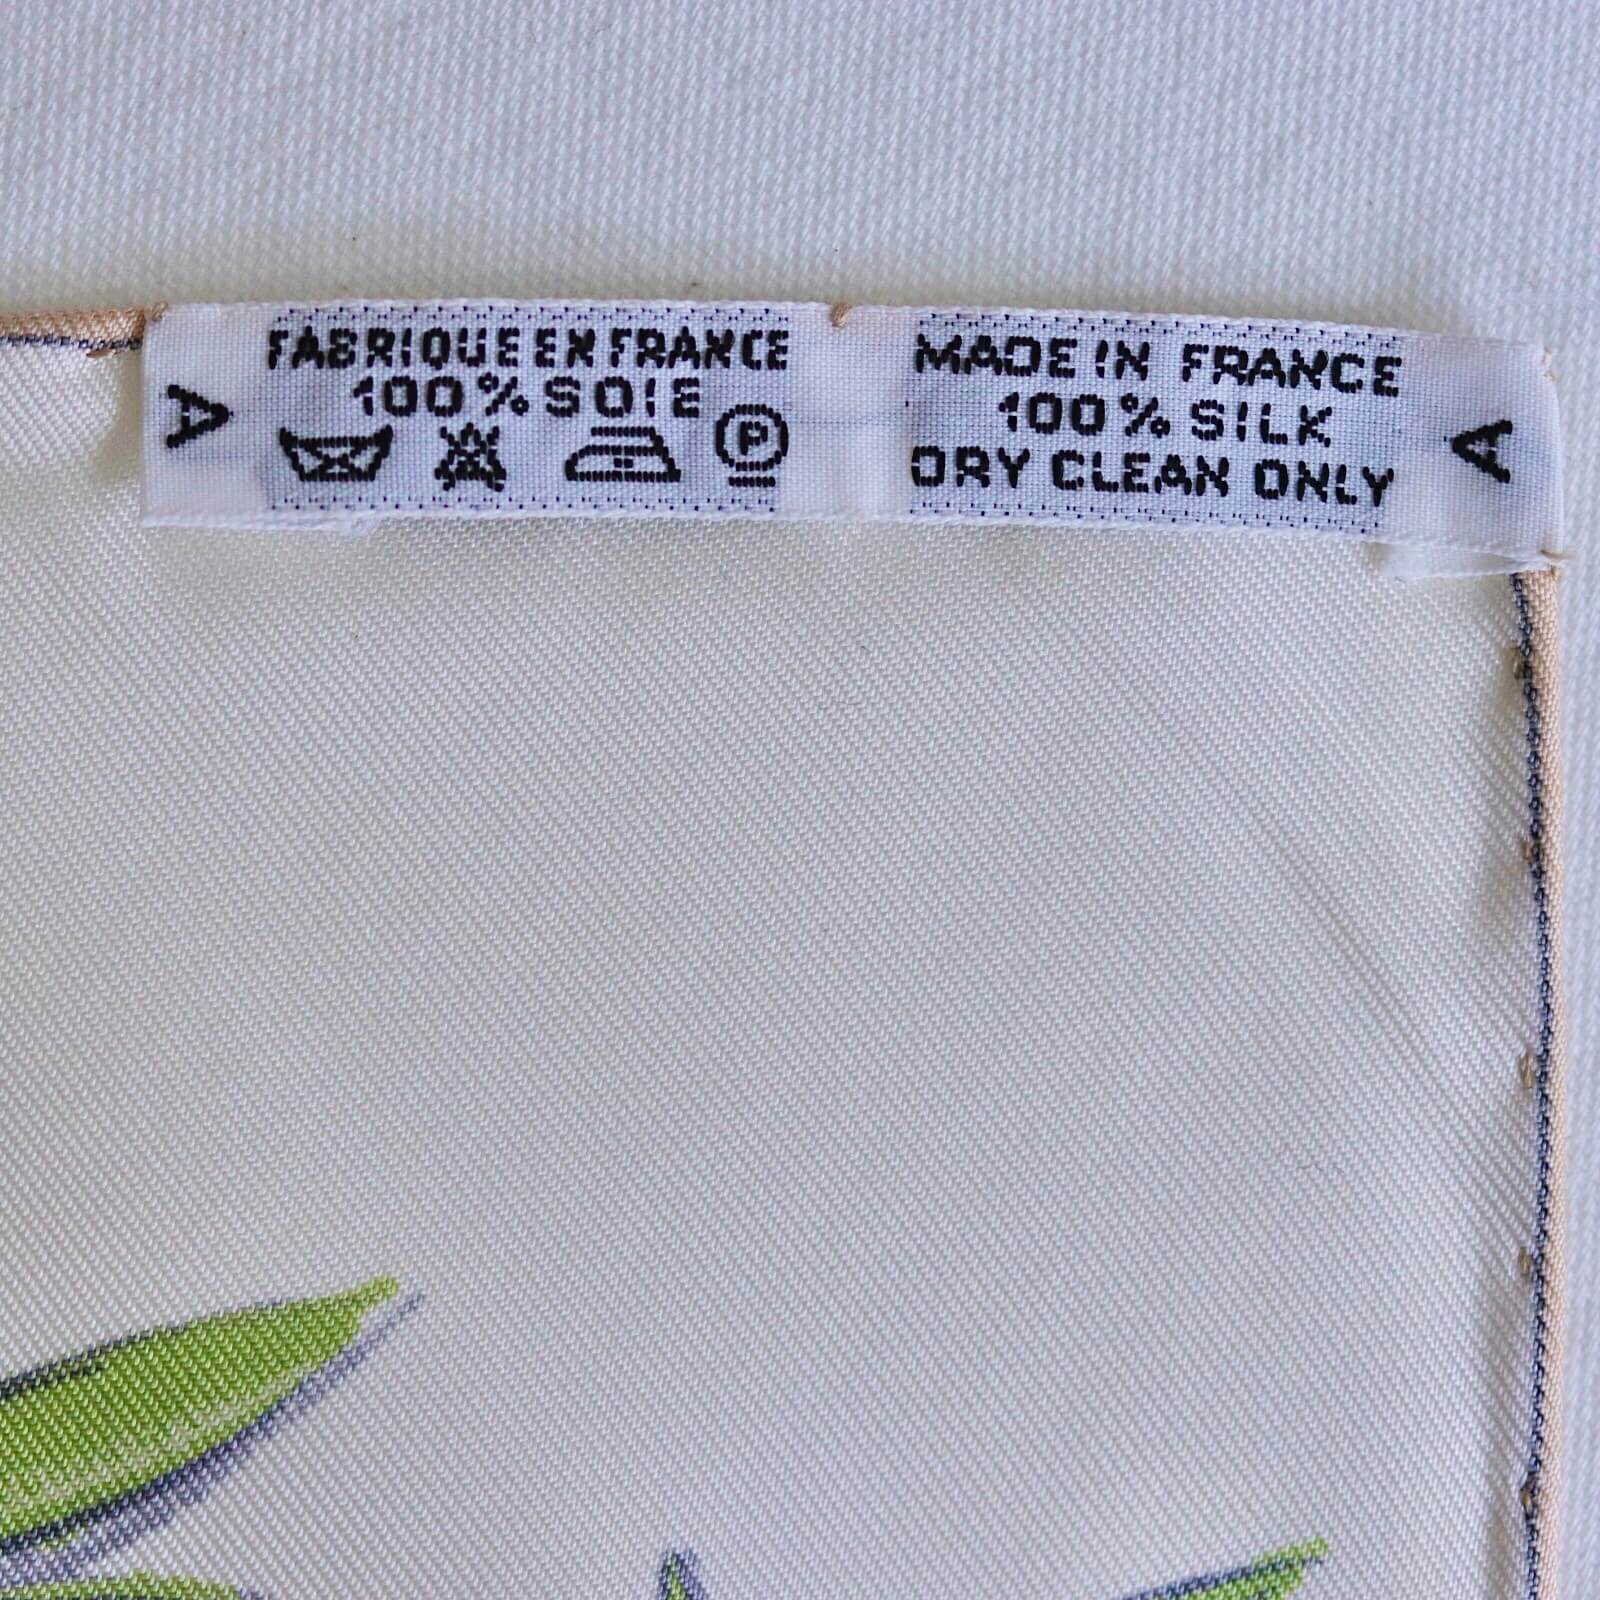 A
FABRIQUE EN FRANCE
100% SOIE
P
MADE IN FRANCE
100% SILK
DRY CLEAN ONLY
A